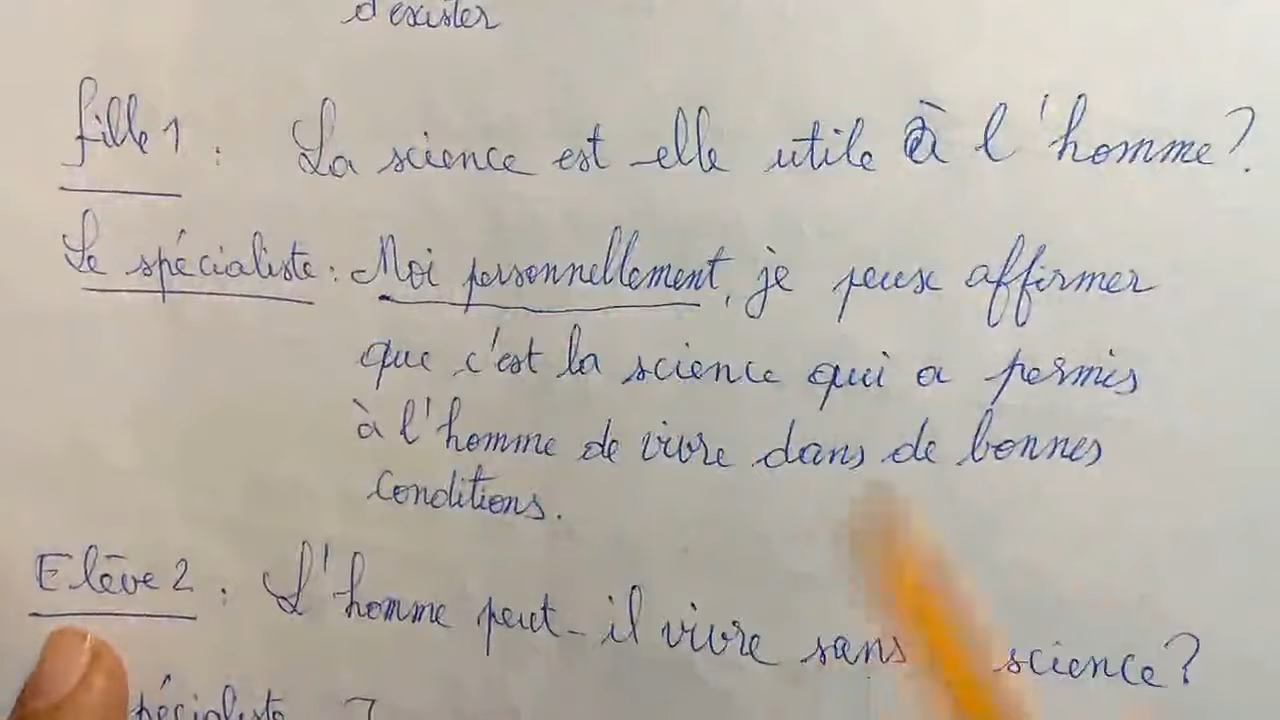 d'exister
fille 1 : La science est elle utile à l'homme ?
Le spécialiste : Moi personnellement, je peux affirmer
que c'est la science qui a permis
à l'homme de vivre dans de bonnes
conditions.
Elève 2 : L'homme peut-il vivre sans science ?
spécialiste